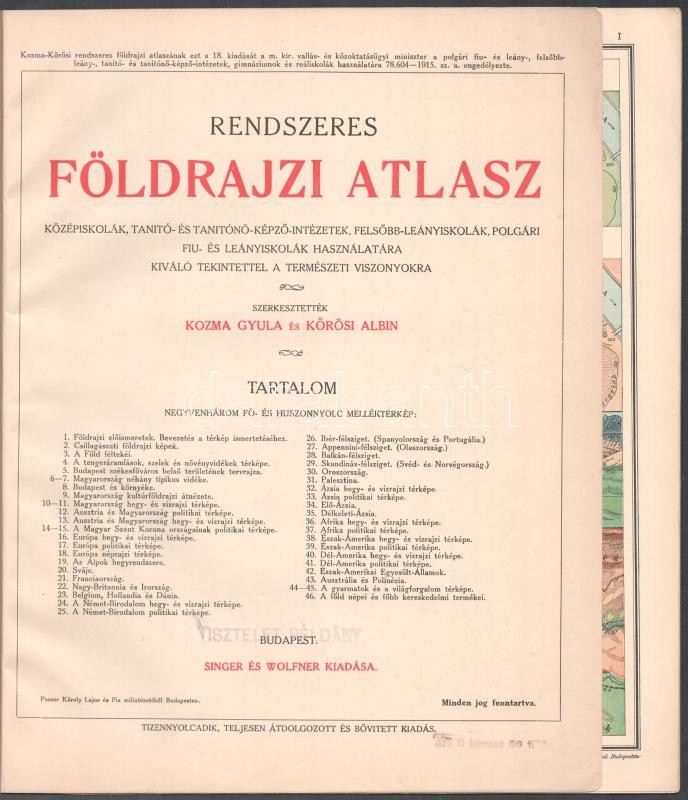 Kozma-Kőrösi rendszeres földrajzi atlaszának ezt a 18. kiadását a m. kir. vallás- és közoktatásügyi miniszter a polgári fiu- és leány-, felsőbb-
leány-, tanító- és tanítónő-képző-intézetek, gimnáziumok és reáliskolák használatára 78.604—1915. sz. a. engedélyezte.
I
RENDSZERES
FÖLDRAJZI ATLASZ
KÖZÉPISKOLÁK, TANITÓ- ÉS TANITÓNŐ-KÉPZŐ-INTÉZETEK, FELSŐBB-LEÁNYISKOLÁK, POLGÁRI
FIU- ÉS LEÁNYISKOLÁK HASZNÁLATÁRA
KIVÁLÓ TEKINTETTEL A TERMÉSZETI VISZONYOKRA
SZERKESZTETTÉK
KOZMA GYULA ÉS KŐRÖSI ALBIN
TARTALOM
darabanth
NEGYVENHÁROM FŐ- ÉS HUSZONNYOLC MELLÉKTÉRKÉP:
1. Földrajzi előismeretek. Bevezetés a térkép ismertetéséhez.
2. Csillagászati földrajzi képek.
3. A Föld féltekéi.
4. A tengeráramlások, szelek és növényvidékek térképe.
5. Budapest székesfőváros belső területének tervrajza.
6—7. Magyarország néhány tipikus vidéke.
8. Budapest és környéke.
9. Magyarország kultúrföldrajzi átnézete.
10—11. Magyarország hegy- és vizrajzi térképe.
12. Ausztria és Magyarország politikai térképe.
13. Ausztria és Magyarország hegy- és vizrajzi térképe.
14—15. A Magyar Szent Korona országainak politikai térképe.
16. Európa hegy- és vizrajzi térképe.
17. Európa politikai térképe.
18. Európa néprajzi térképe.
19. Az Alpok hegyrendszere.
20. Svájc.
21. Franciaország.
22. Nagy-Britannia és Irország.
23. Belgium, Hollandia és Dánia.
24. A Német-Birodalom hegy- és vizrajzi térképe.
25. A Német-Birodalom politikai térképe.
26. Ibér-félsziget. (Spanyolország és Portugália.)
27. Appennini-félsziget. (Olaszország.)
28. Balkán-félsziget.
29. Skandináv-félsziget. (Svéd- és Norvégország.)
30. Oroszország.
31. Palesztina.
32. Ázsia hegy- és vizrajzi térképe.
33. Ázsia politikai térképe.
34. Elő-Ázsia.
35. Délkeleti-Ázsia.
36. Afrika hegy- és vizrajzi térképe.
37. Afrika politikai térképe.
38. Észak-Amerika hegy- és vizrajzi térképe.
39. Észak-Amerika politikai térképe.
40. Dél-Amerika hegy- és vizrajzi térképe.
41. Dél-Amerika politikai térképe.
42. Észak-Amerikai Egyesült-Államok.
43. Ausztrália és Polinézia.
44—45. A gyarmatok és a világforgalom térképe.
46. A föld népei és főbb kereskedelmi termékei.
TISZTELET PÉLDÁNY
BUDAPEST.
SINGER ÉS WOLFNER KIADÁSA.
Posner Károly Lajos és Fia műintézetéből Budapesten.
Minden jog fenntartva.
TIZENNYOLCADIK, TELJESEN ÁTDOLGOZOTT ÉS BŐVITETT KIADÁS.
Budapesten